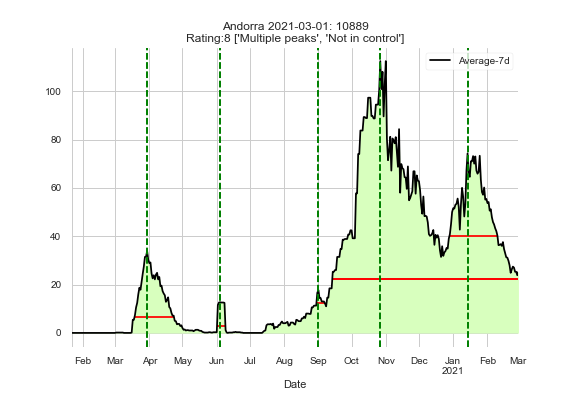 Andorra 2021-03-01: 10889
Rating:8 ['Multiple peaks', 'Not in control']
Average-7d
100
80
60
40
20
0
Feb Mar Apr May Jun Jul Aug Sep Oct Nov Dec Jan Feb Mar
2021
Date